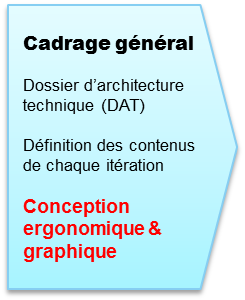 Cadrage général
Dossier d’architecture
technique (DAT)
Définition des contenus
de chaque itération
Conception
ergonomique &
graphique